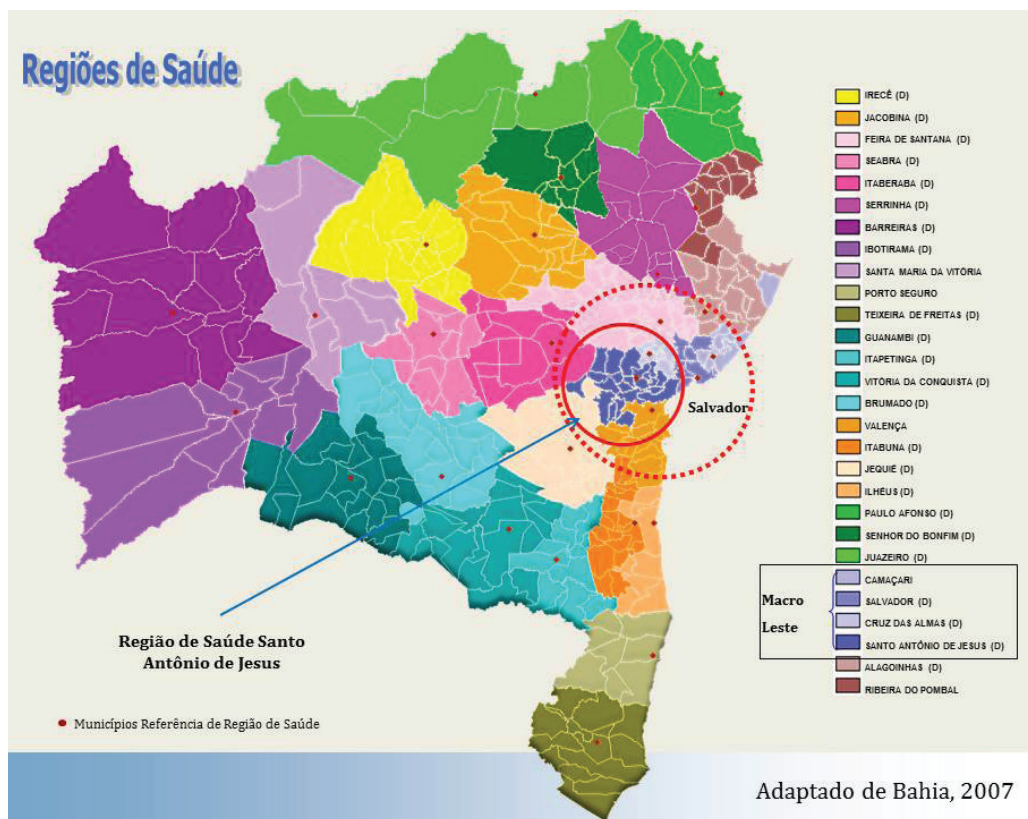 Regiões de Saúde
IRECÊ (D)
JACOBINA (D)
FEIRA DE SANTANA (D)
SEABRA (D)
ITABERABA (D)
SERRINHA (D)
BARREIRAS (D)
IBOTIRAMA (D)
SANTA MARIA DA VITÓRIA
PORTO SEGURO
TEIXEIRA DE FREITAS (D)
GUANAMBI (D)
ITAPETINGA (D)
VITÓRIA DA CONQUISTA (D)
BRUMADO (D)
VALENÇA
ITABUNA (D)
JEQUIÉ (D)
ILHÉUS (D)
PAULO AFONSO (D)
SENHOR DO BONFIM (D)
JUAZEIRO (D)
CAMAÇARI
SALVADOR (D)
CRUZ DAS ALMAS (D)
SANTO ANTÔNIO DE JESUS (D)
ALAGOINHAS (D)
RIBEIRA DO POMBAL
Macro
Leste
Salvador
Região de Saúde Santo
Antônio de Jesus
Municípios Referência de Região de Saúde
Adaptado de Bahia, 2007